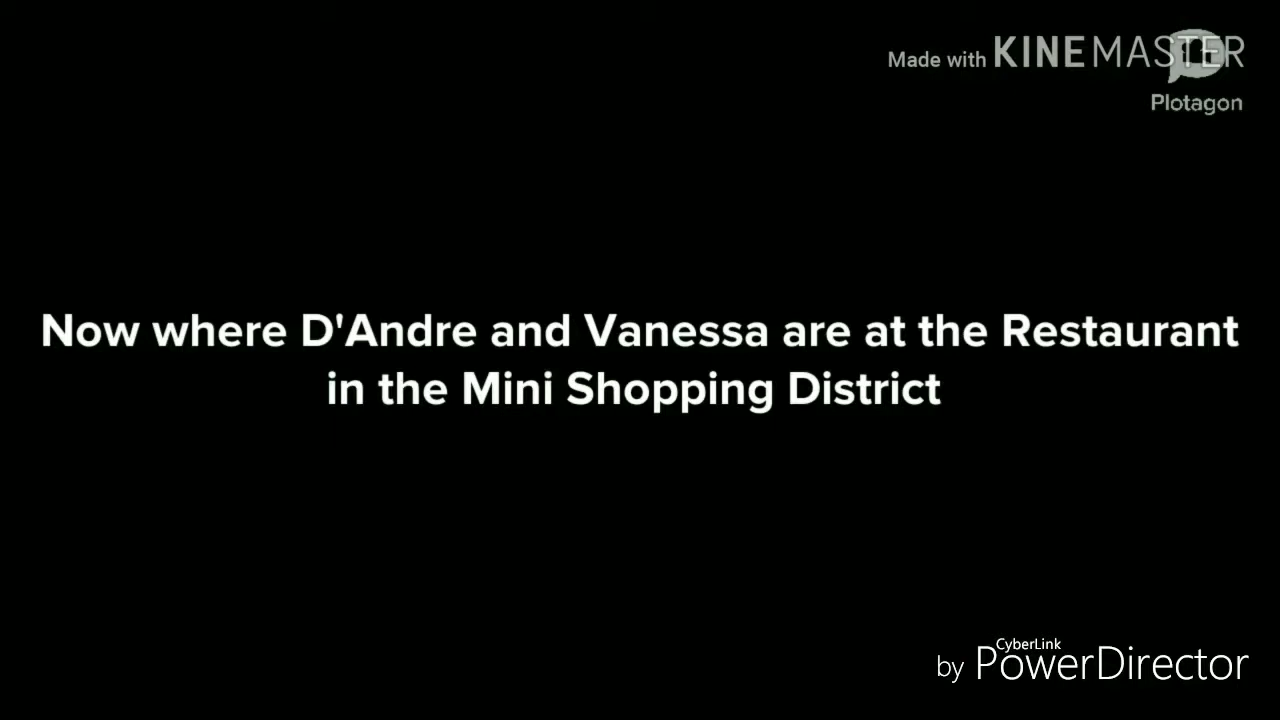 Made with KINEMASTER
Plotagon
Now where D'Andre and Vanessa are at the Restaurant
in the Mini Shopping District
CyberLink
by PowerDirector